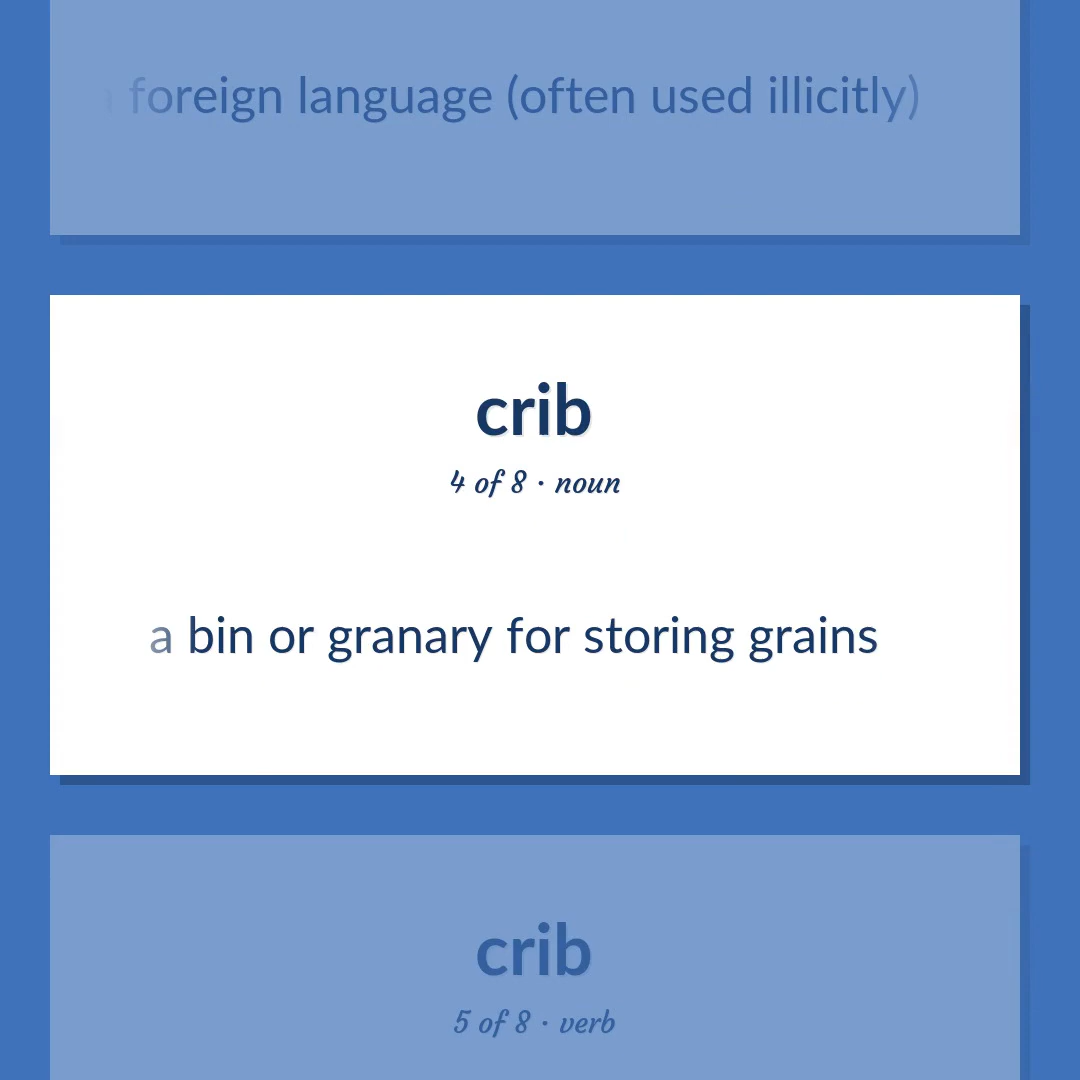 foreign language (often used illicitly)
crib
4 of 8 · noun
a bin or granary for storing grains
crib
5 of 8 · verb